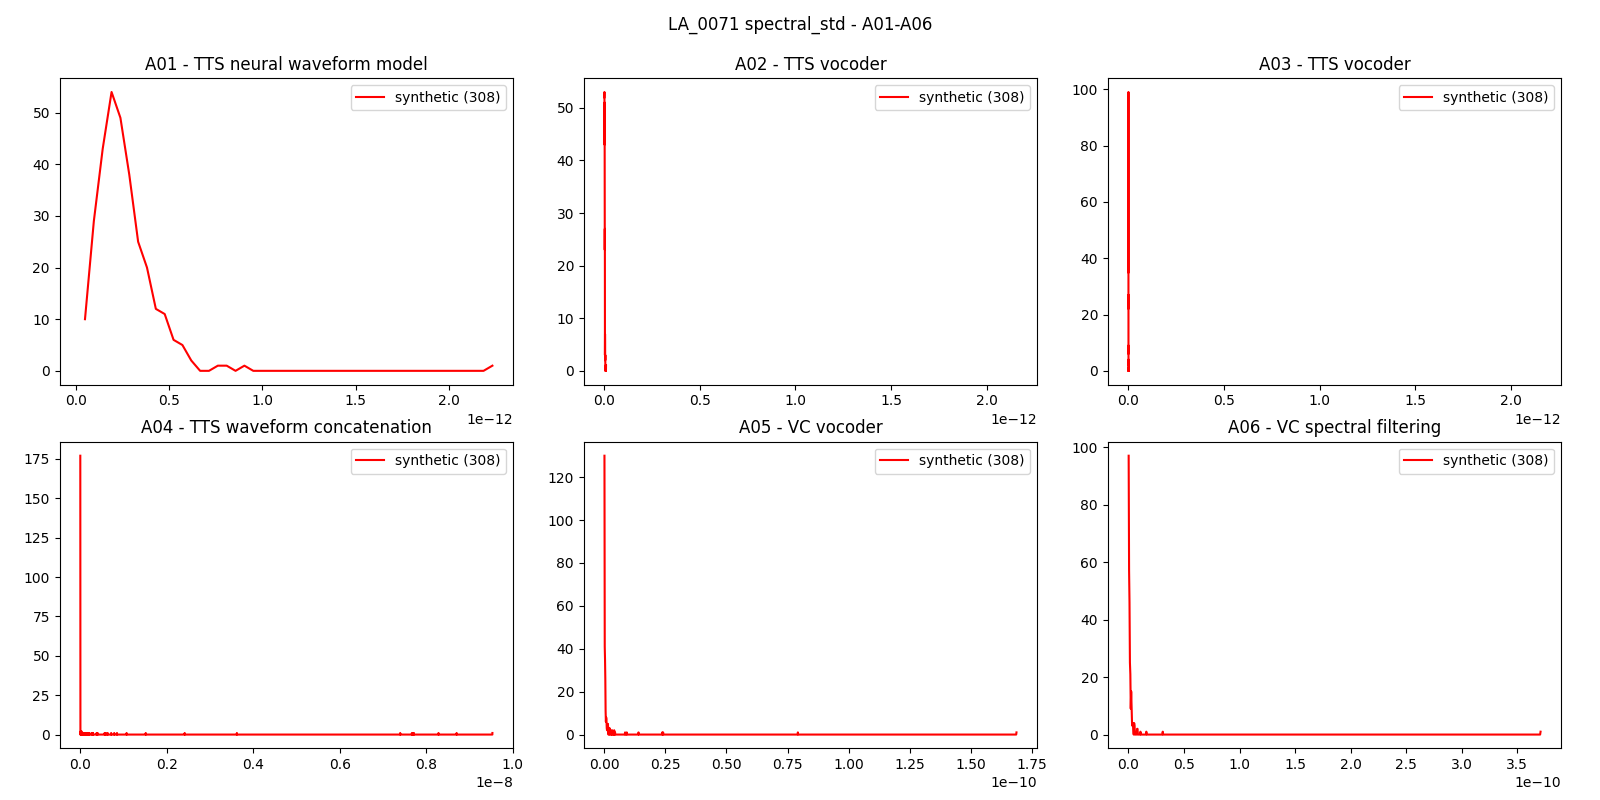 LA_0071 spectral_std - A01-A06
A01 - TTS neural waveform model
synthetic (308)
50
40
30
20
10
0
0.0 0.5 1.0 1.5 2.0
1e−12
A02 - TTS vocoder
synthetic (308)
50
40
30
20
10
0
0.0 0.5 1.0 1.5 2.0
1e−12
A03 - TTS vocoder
synthetic (308)
100
80
60
40
20
0
0.0 0.5 1.0 1.5 2.0
1e−12
A04 - TTS waveform concatenation
synthetic (308)
175
150
125
100
75
50
25
0
0.0 0.2 0.4 0.6 0.8 1.0
1e−8
A05 - VC vocoder
synthetic (308)
120
100
80
60
40
20
0
0.00 0.25 0.50 0.75 1.00 1.25 1.50 1.75
1e−10
A06 - VC spectral filtering
synthetic (308)
100
80
60
40
20
0
0.0 0.5 1.0 1.5 2.0 2.5 3.0 3.5
1e−10